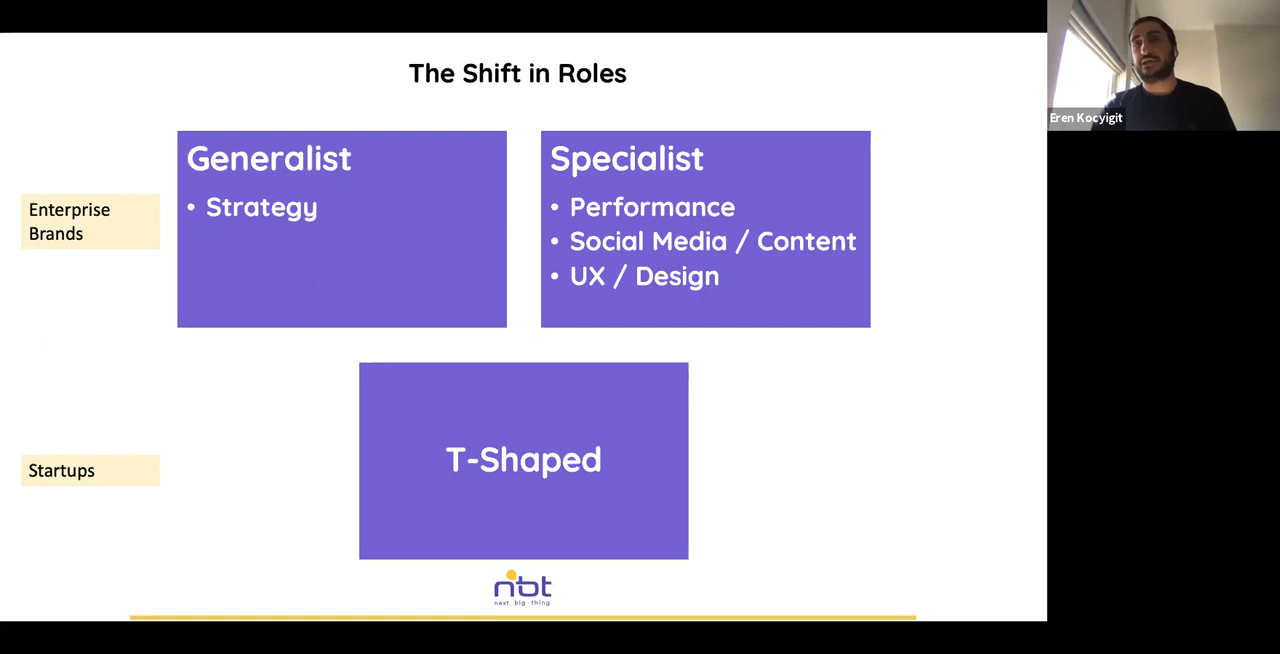 The Shift in Roles
Eren Kocyigit
Generalist
• Strategy
Specialist
• Performance
• Social Media / Content
• UX / Design
Enterprise
Brands
T-Shaped
Startups
nbt
next big thing